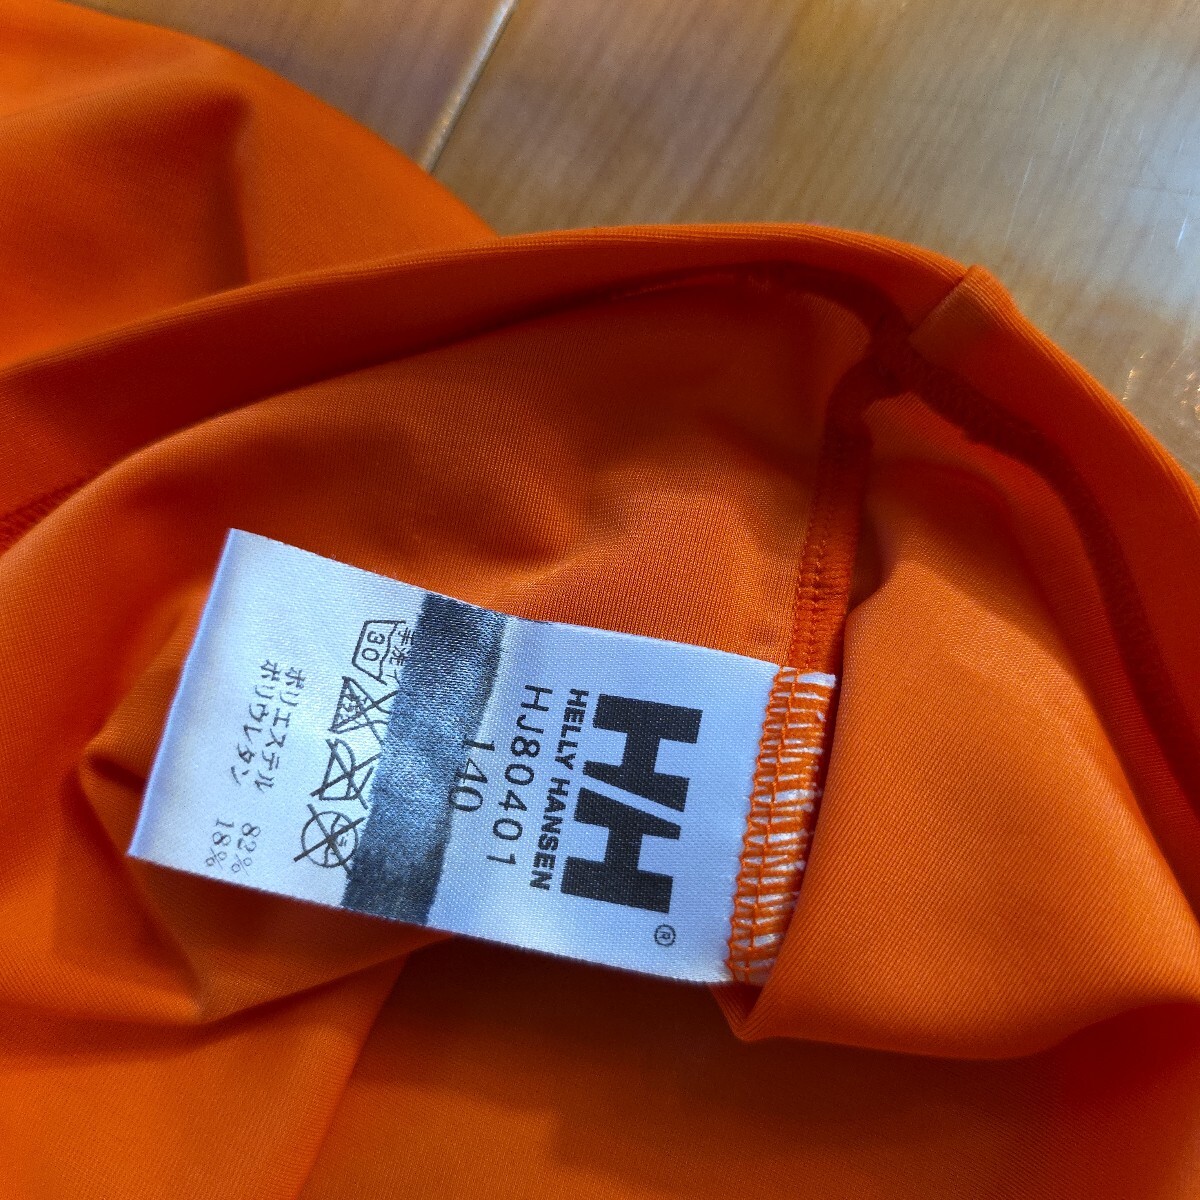 HH®
HELLY HANSEN
HJ80401
140
手洗イ
30
ポリエステル 82%
ポリウレタン 18%